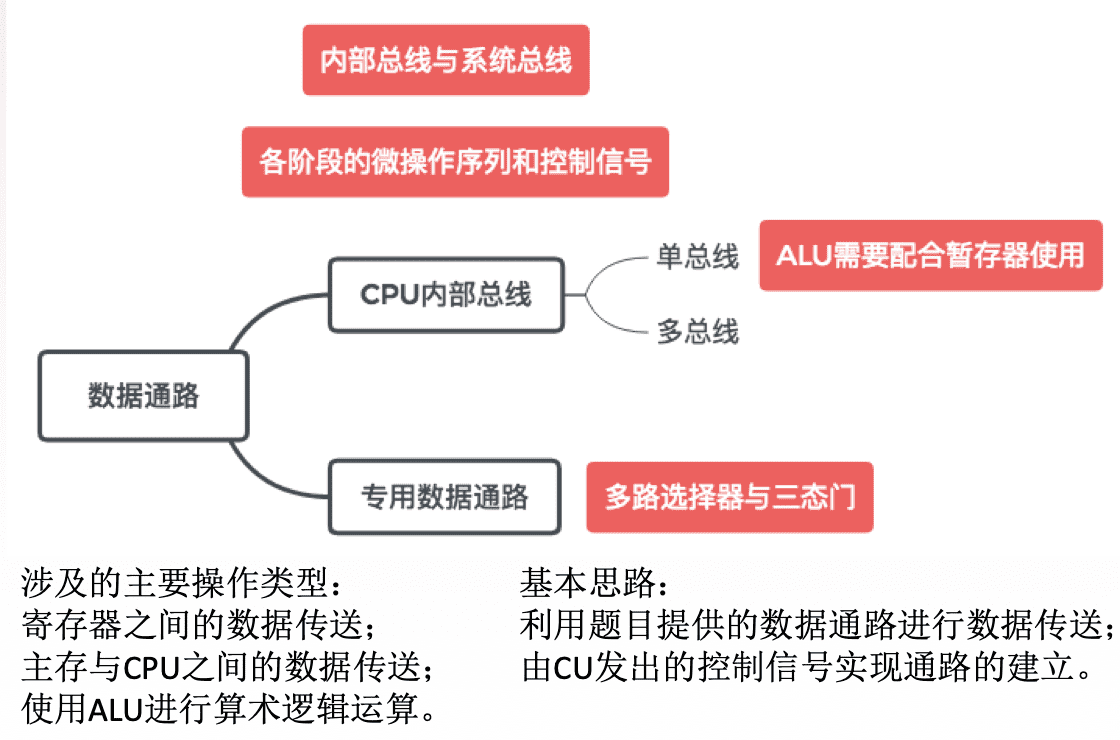 内部总线与系统总线
各阶段的微操作序列和控制信号
数据通路
CPU内部总线
单总线
ALU需要配合暂存器使用
多总线
专用数据通路
多路选择器与三态门
涉及的主要操作类型：
寄存器之间的数据传送；
主存与CPU之间的数据传送；
使用ALU进行算术逻辑运算。
基本思路：
利用题目提供的数据通路进行数据传送；
由CU发出的控制信号实现通路的建立。